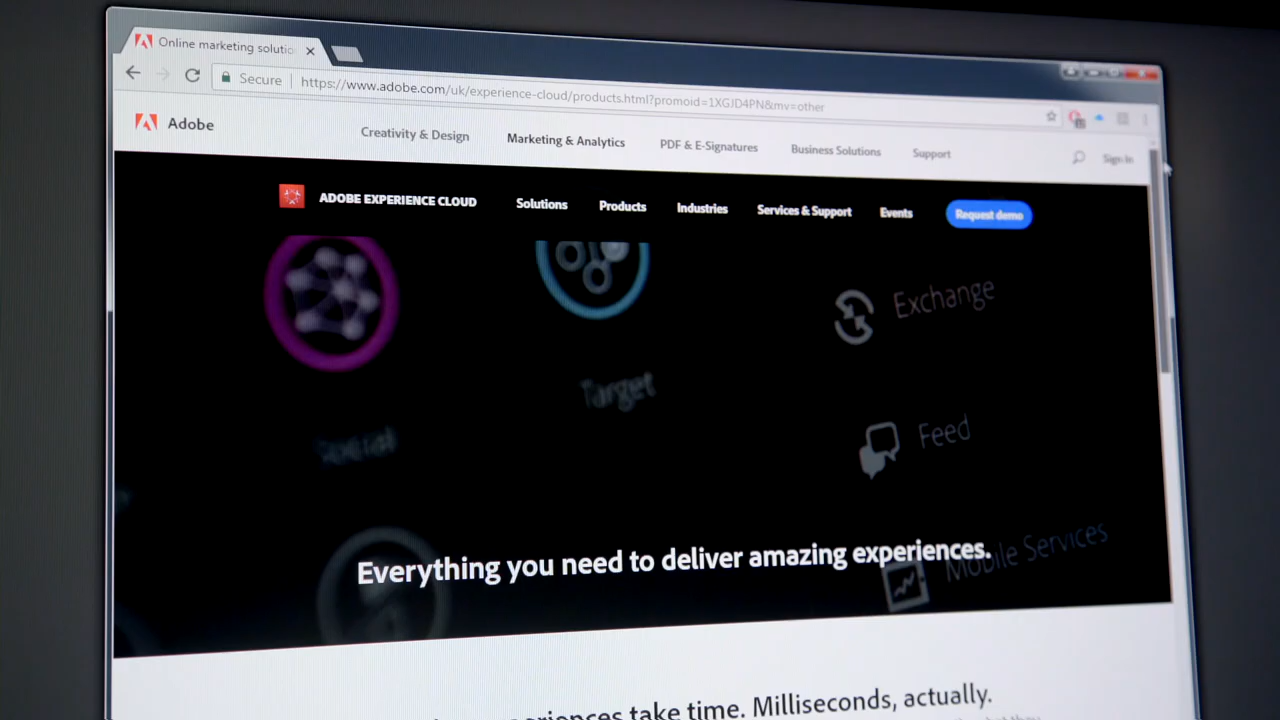 Online marketing solutio
Secure
https://www.adobe.com/uk/experience-cloud/products.html?promoid=1XGJD4PN&mv=other
Adobe
Creativity & Design
Marketing & Analytics
PDF & E-Signatures
Business Solutions
Support
Sign In
ADOBE EXPERIENCE CLOUD
Solutions
Products
Industries
Services & Support
Events
Request demo
Exchange
Target
Social
Feed
Mobile Services
Everything you need to deliver amazing experiences.
experiences take time. Milliseconds, actually.